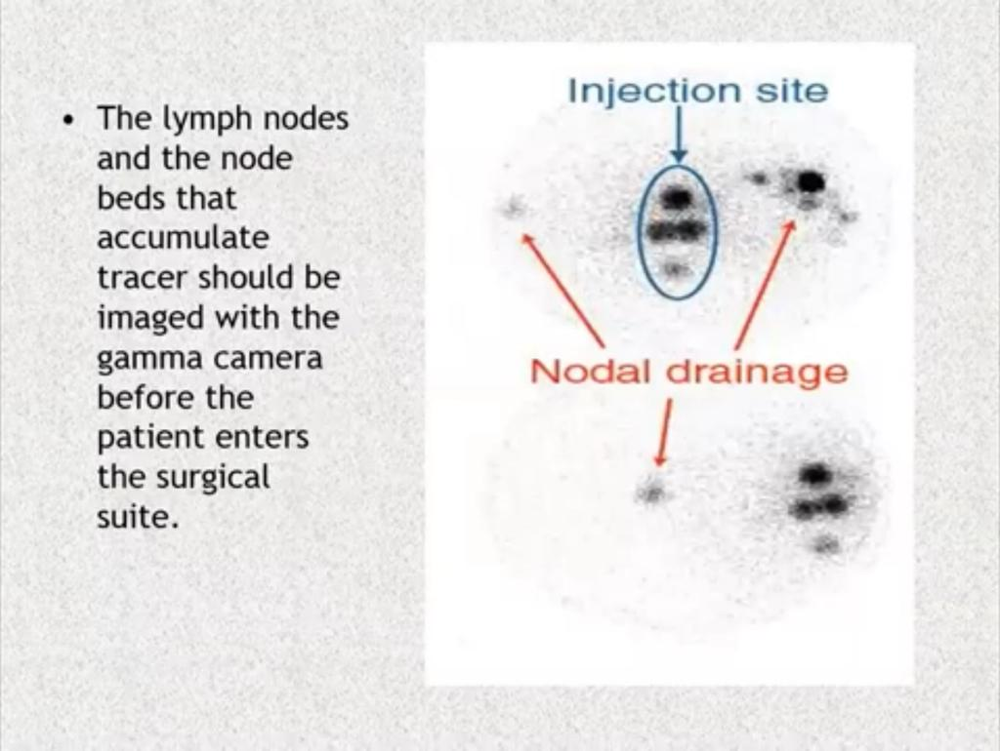 • The lymph nodes
and the node
beds that
accumulate
tracer should be
imaged with the
gamma camera
before the
patient enters
the surgical
suite.
Injection site
Nodal drainage